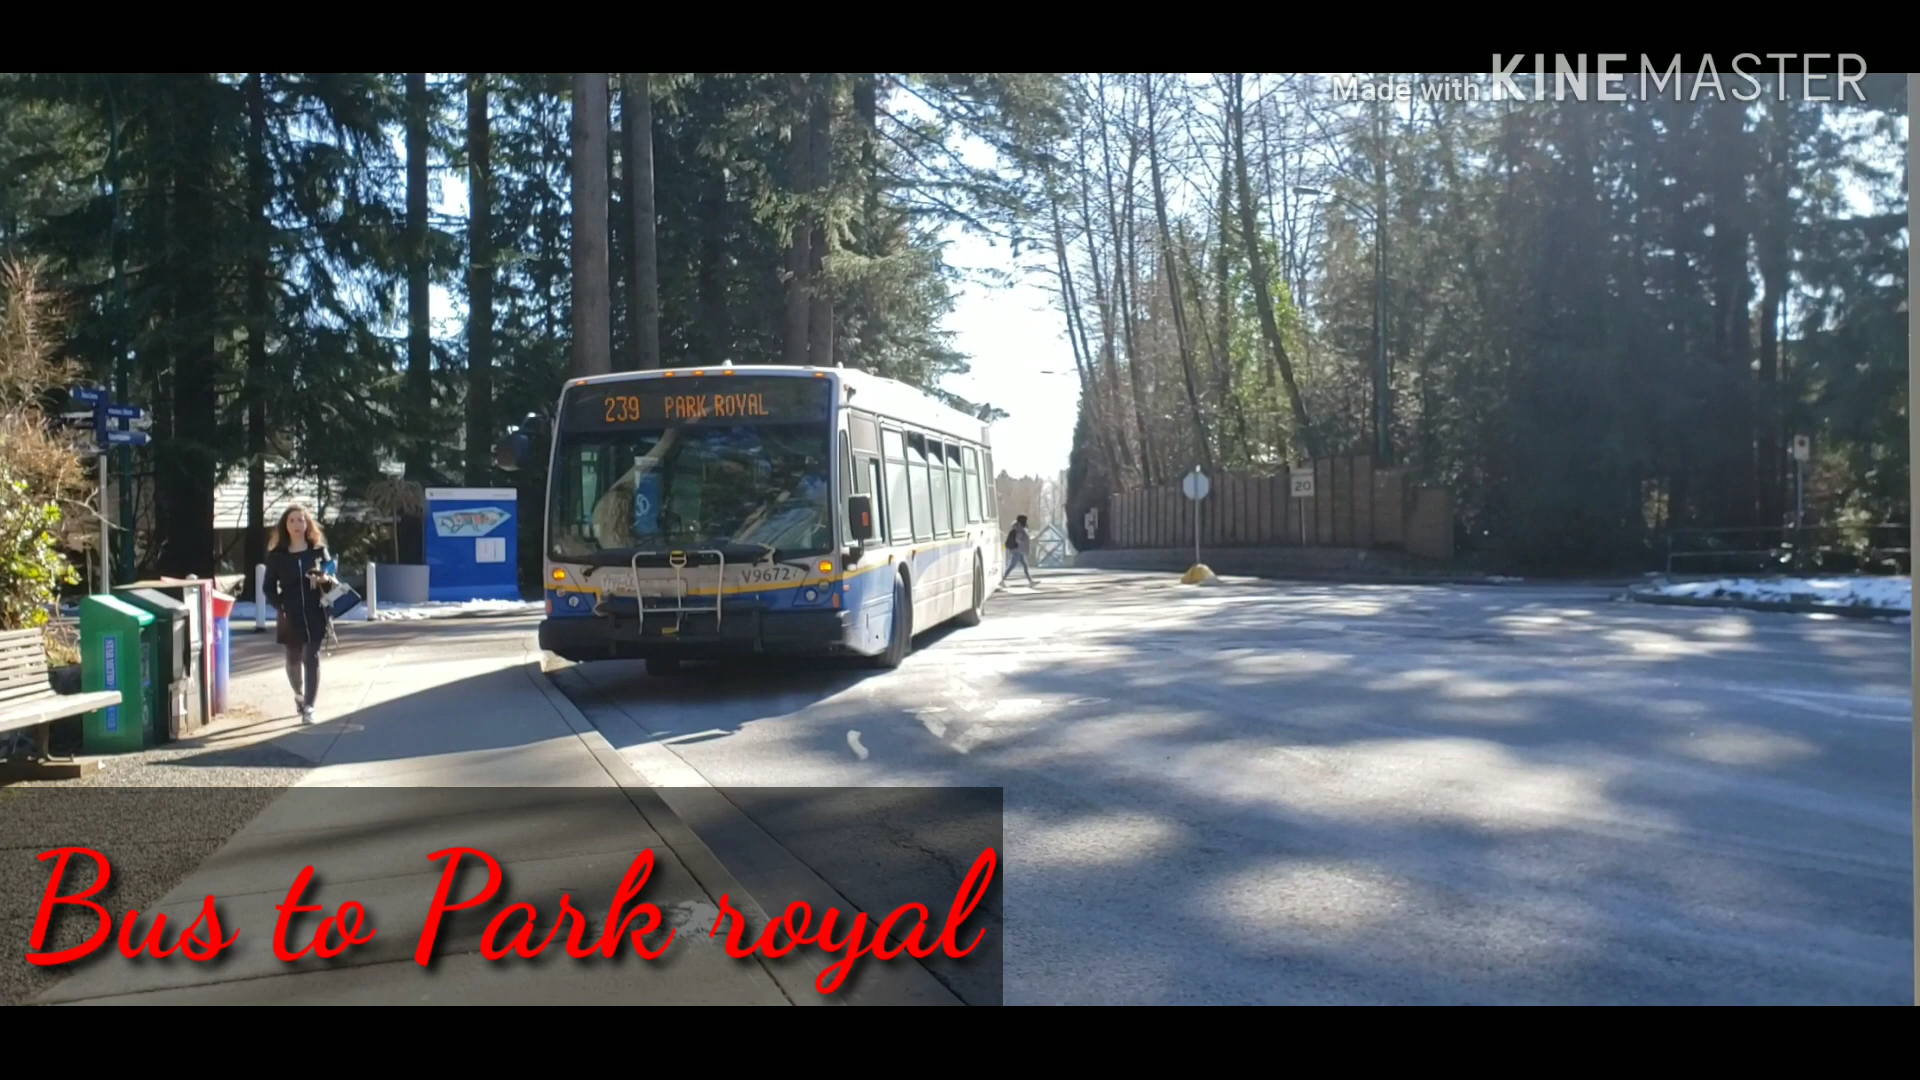 Made with KINEMASTER
239 PARK ROYAL
V9672
20
Bus to Park royal